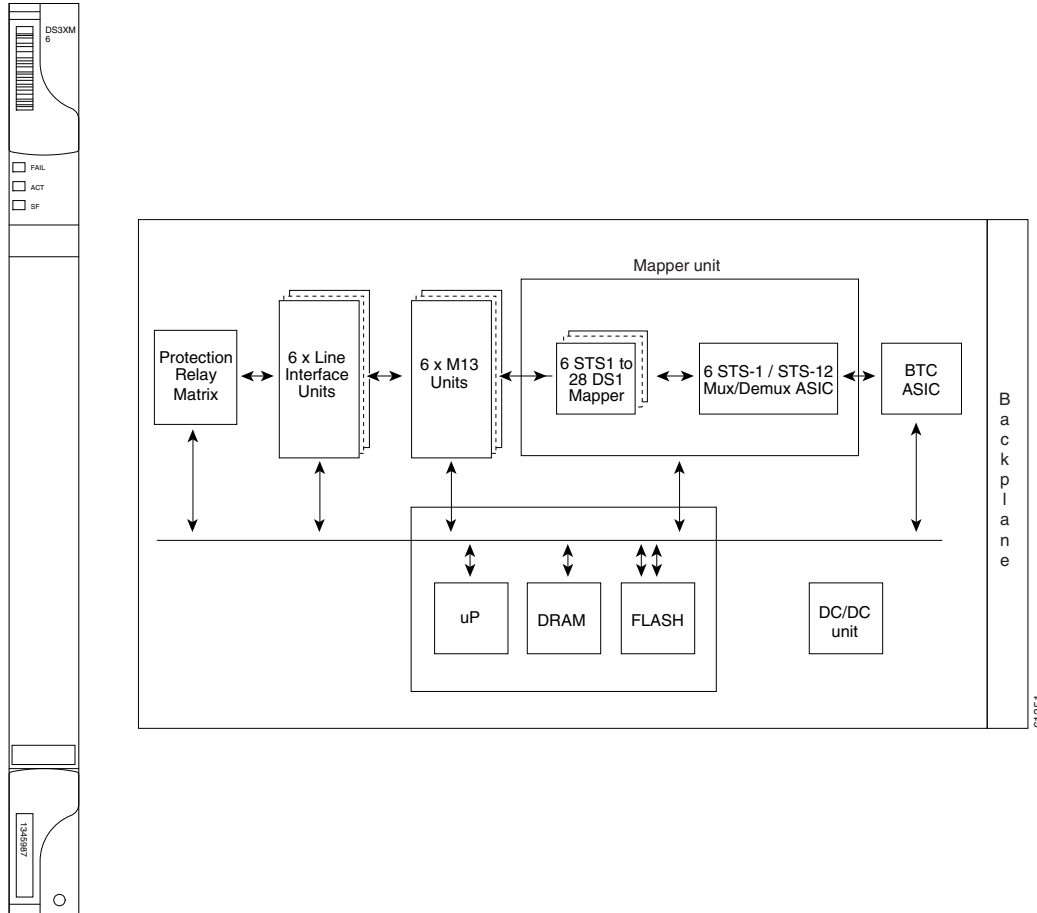 DS3XM
6
FAIL
ACT
SF
Mapper unit
Protection
Relay
Matrix
6 x Line
Interface
Units
6 x M13
Units
6 STS1 to
28 DS1
Mapper
6 STS-1 / STS-12
Mux/Demux ASIC
BTC
ASIC
Backplane
uP
DRAM
FLASH
DC/DC
unit
1345987